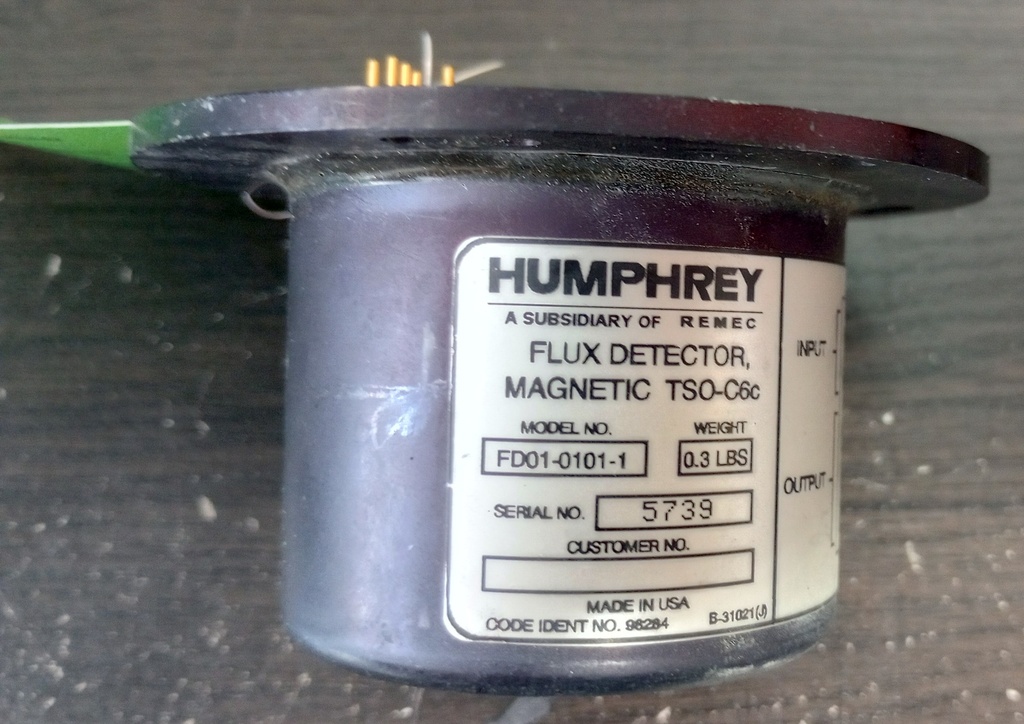 HUMPHREY
A SUBSIDIARY OF REMEC
FLUX DETECTOR,
MAGNETIC TSO-C6c
MODEL NO. WEIGHT
FD01-0101-1 0.3 LBS
SERIAL NO. 5739
CUSTOMER NO.
MADE IN USA
CODE IDENT NO. 98284 B-31021(J)
INPUT
OUTPUT